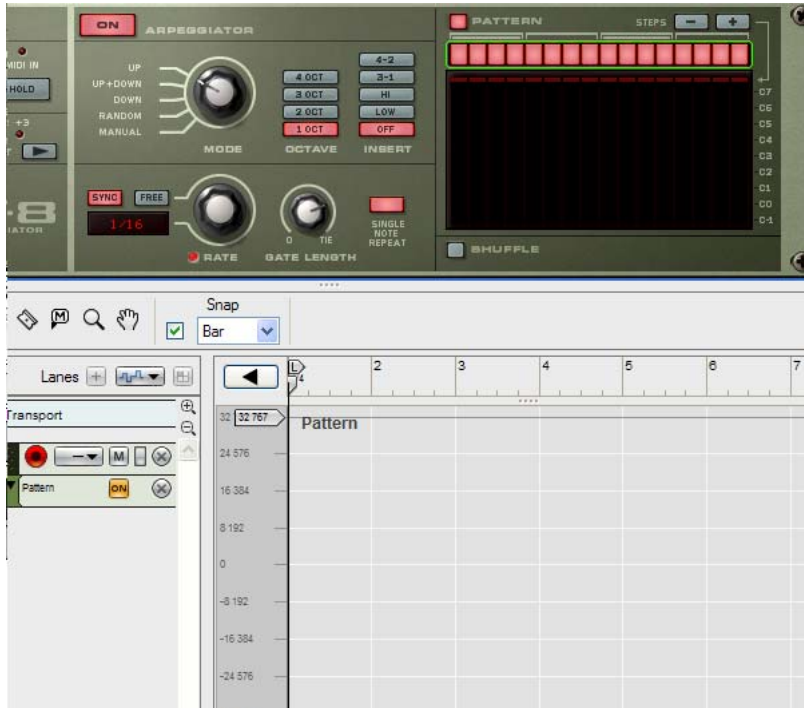 ON ARPEGGIATOR
MIDI IN
HOLD
+3
UP
UP+DOWN
DOWN
RANDOM
MANUAL
MODE
4 OCT
3 OCT
2 OCT
1 OCT
OCTAVE
4-2
3-1
HI
LOW
OFF
INSERT
PATTERN STEPS - +
C7
C6
C5
C4
C3
C2
C1
C0
C-1
SYNC FREE
1/16
RATE
0 TIE
GATE LENGTH
SINGLE
NOTE
REPEAT
SHUFFLE
-8
IATOR
M
Snap
Bar
Lanes +
L 2 3 4 5 6 7
4
Transport
M
Pattern ON
32 32 767
Pattern
24 576
16 384
8 192
0
-8 192
-16 384
-24 576